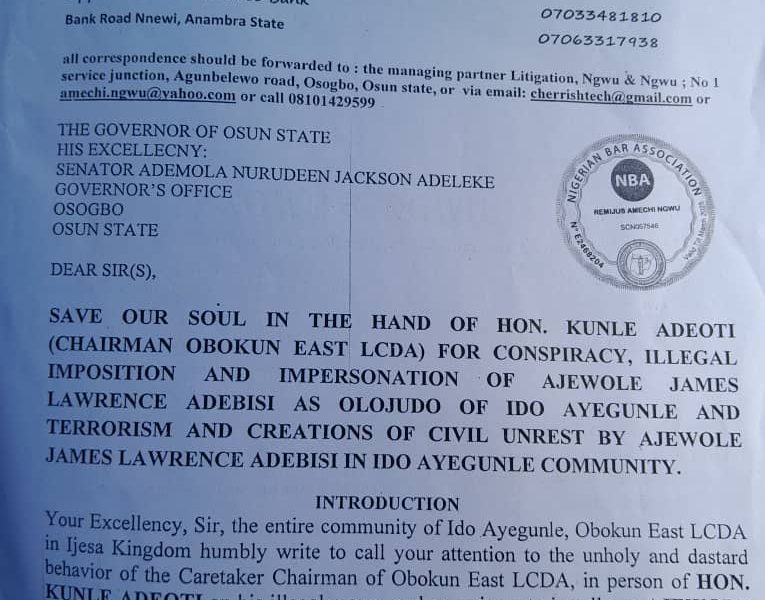 Bank Road Nnewi, Anambra State
07033481810
07063317938
all correspondence should be forwarded to : the managing partner Litigation, Ngwu & Ngwu ; No 1
service junction, Agunbelewo road, Osogbo, Osun state, or via email: cherrishtech@gmail.com or
amechi.ngwu@yahoo.com or call 08101429599
THE GOVERNOR OF OSUN STATE
HIS EXCELLECNY:
SENATOR ADEMOLA NURUDEEN JACKSON ADELEKE
GOVERNOR'S OFFICE
OSOGBO
OSUN STATE
NIGERIAN BAR ASSOCIATION
NBA
REMIJUS AMECHI NGWU
SCN057546
N° E2468204
DEAR SIR(S),
SAVE OUR SOUL IN THE HAND OF HON. KUNLE ADEOTI
(CHAIRMAN OBOKUN EAST LCDA) FOR CONSPIRACY, ILLEGAL
IMPOSITION AND IMPERSONATION OF AJEWOLE JAMES
LAWRENCE ADEBISI AS OLOJUDO OF IDO AYEGUNLE AND
TERRORISM AND CREATIONS OF CIVIL UNREST BY AJEWOLE
JAMES LAWRENCE ADEBISI IN IDO AYEGUNLE COMMUNITY.
INTRODUCTION
Your Excellency, Sir, the entire community of Ido Ayegunle, Obokun East LCDA
in Ijesa Kingdom humbly write to call your attention to the unholy and dastard
behavior of the Caretaker Chairman of Obokun East LCDA, in person of HON.
KUNLE ADEOTI